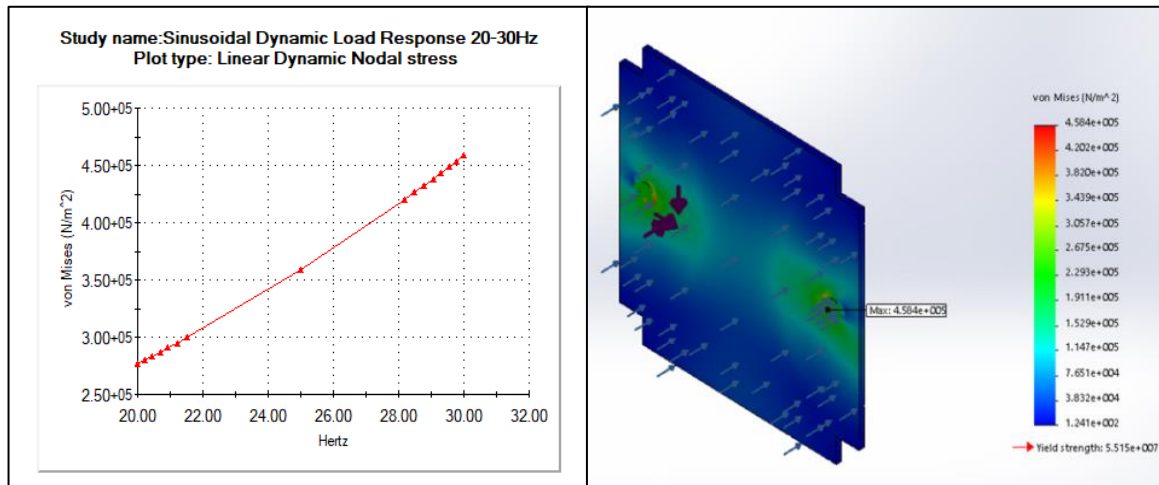 Study name:Sinusoidal Dynamic Load Response 20-30Hz
Plot type: Linear Dynamic Nodal stress
von Mises (N/m^2)
5.00+05
4.50+05
4.00+05
3.50+05
3.00+05
2.50+05
20.00 22.00 24.00 26.00 28.00 30.00 32.00
Hertz
Max: 4.584e+005
von Mises (N/m^2)
4.584e+005
4.202e+005
3.820e+005
3.439e+005
3.057e+005
2.675e+005
2.293e+005
1.911e+005
1.529e+005
1.147e+005
7.651e+004
3.832e+004
1.241e+002
Yield strength: 5.515e+007